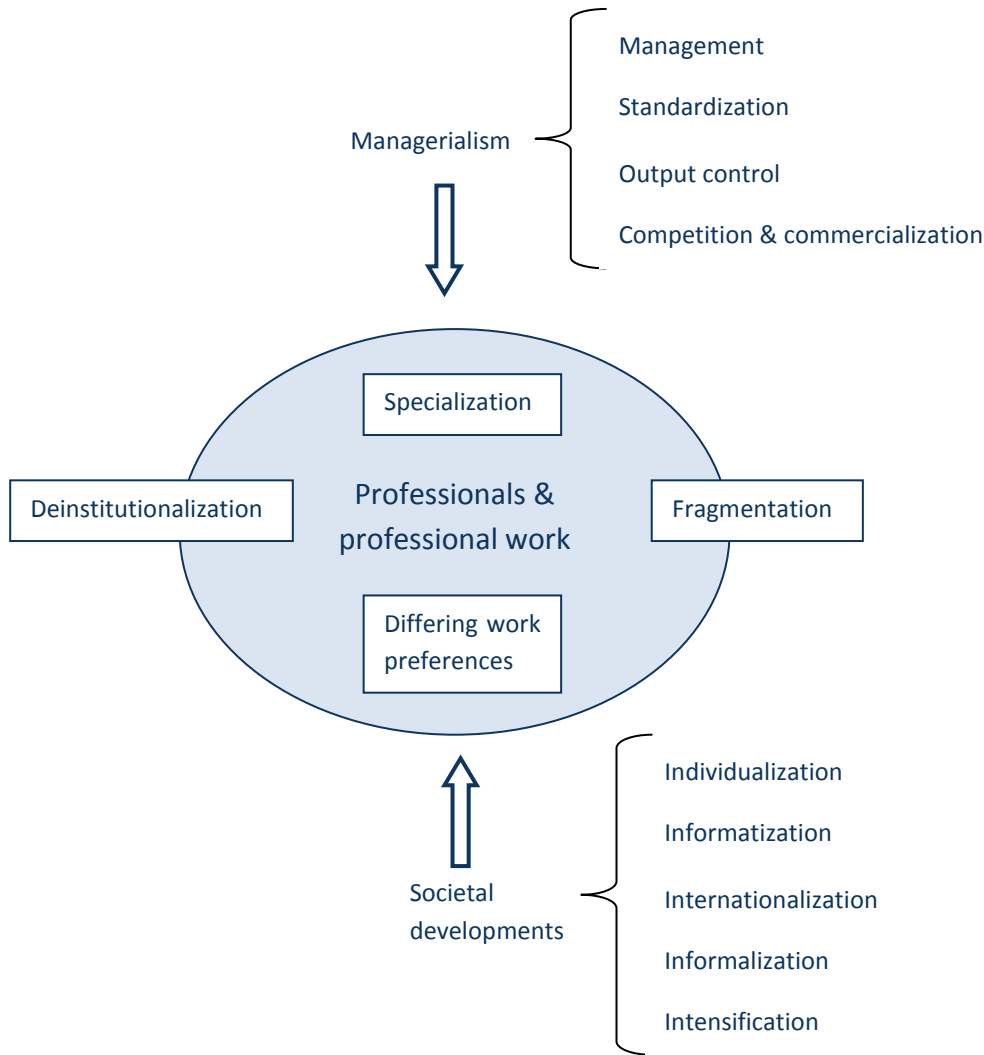 Management
Standardization
Managerialism
Output control
Competition & commercialization
Specialization
Deinstitutionalization
Professionals &
professional work
Fragmentation
Differing work
preferences
Individualization
Informatization
Societal
developments
Internationalization
Informalization
Intensification